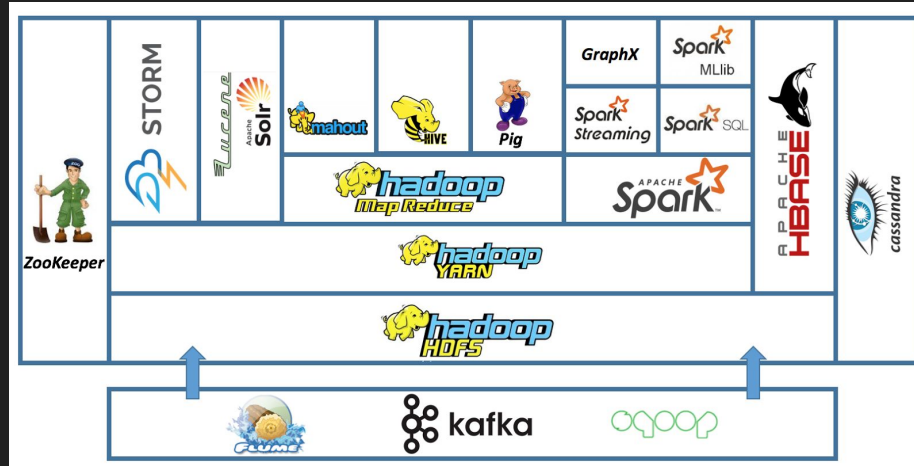 ZooKeeper
STORM
Lucene
Apache
Solr
mahout
HIVE
Pig
GraphX
Spark
MLlib
Spark
Streaming
Spark SQL
hadoop
Map Reduce
APACHE
Spark
APACHE
HBASE
cassandra
hadoop
YARN
hadoop
HDFS
FLUME
kafka
sqoop